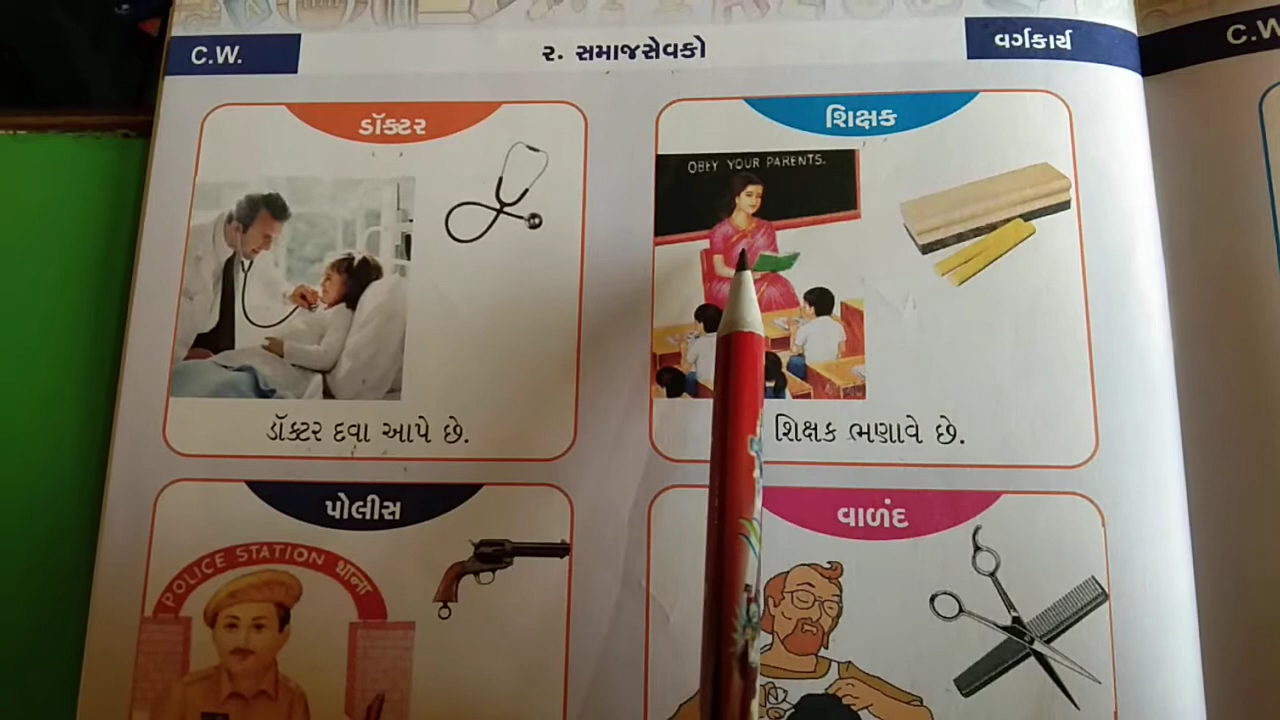 C.W.
૨. સમાજસેવકો
વર્ગકાર્ય
C.W
ડૉક્ટર
શિક્ષક
OBEY YOUR PARENTS.
ડૉક્ટર દવા આપે છે.
શિક્ષક ભણાવે છે.
પોલીસ
વાળંદ
POLICE STATION थाना